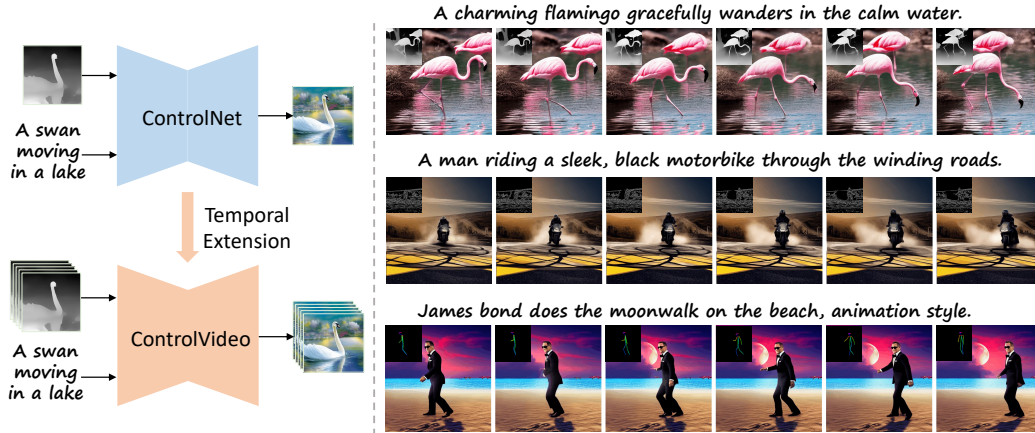 A swan
moving
in a lake
ControlNet
Temporal
Extension
A swan
moving
in a lake
ControlVideo
A charming flamingo gracefully wanders in the calm water.
A man riding a sleek, black motorbike through the winding roads.
James bond does the moonwalk on the beach, animation style.